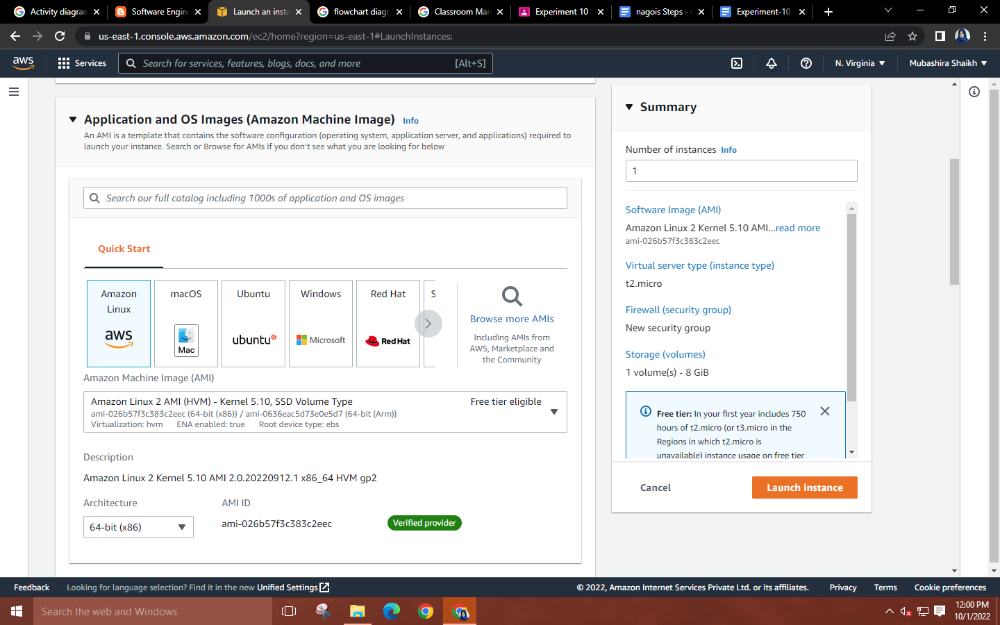 Activity diagran
Software Engin
Launch an insta
flowchart diagr
Classroom Man
Experiment 10
nagois Steps -
Experiment-10
us-east-1.console.aws.amazon.com/ec2/home?region=us-east-1#LaunchInstances:
aws
Services
Search for services, features, blogs, docs, and more
[Alt+S]
N. Virginia
Mubashira Shaikh
Application and OS Images (Amazon Machine Image) Info
An AMI is a template that contains the software configuration (operating system, application server, and applications) required to
launch your instance. Search or Browse for AMIs if you don't see what you are looking for below
Search our full catalog including 1000s of application and OS images
Quick Start
Amazon
Linux
aws
macOS
Mac
Ubuntu
ubuntu
Windows
Microsoft
Red Hat
Red Hat
S
Browse more AMIs
Including AMIs from
AWS, Marketplace and
the Community
Amazon Machine Image (AMI)
Amazon Linux 2 AMI (HVM) - Kernel 5.10, SSD Volume Type
Free tier eligible
ami-026b57f3c383c2eec (64-bit (x86)) / ami-0636eac5d73e0e5d7 (64-bit (Arm))
Virtualization: hvm ENA enabled: true Root device type: ebs
Description
Amazon Linux 2 Kernel 5.10 AMI 2.0.20220912.1 x86_64 HVM gp2
Architecture
AMI ID
64-bit (x86)
ami-026b57f3c383c2eec
Verified provider
Summary
Number of instances Info
1
Software Image (AMI)
Amazon Linux 2 Kernel 5.10 AMI...read more
ami-026b57f3c383c2eec
Virtual server type (instance type)
t2.micro
Firewall (security group)
New security group
Storage (volumes)
1 volume(s) - 8 GiB
Free tier: In your first year includes 750
hours of t2.micro (or t3.micro in the
Regions in which t2.micro is
unavailable) instance usage on free tier
Cancel
Launch instance
Feedback
Looking for language selection? Find it in the new Unified Settings
© 2022, Amazon Internet Services Private Ltd. or its affiliates.
Privacy
Terms
Cookie preferences
Search the web and Windows
12:00 PM
10/1/2022